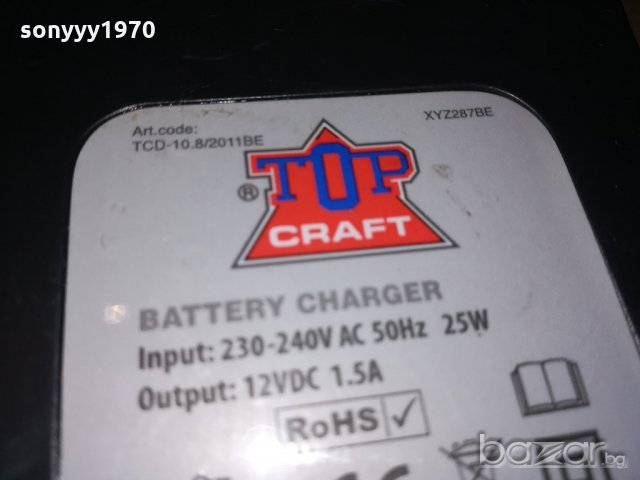 sonyyy1970
Art.code:
TCD-10.8/2011BE
XYZ287BE
® TOP
CRAFT
BATTERY CHARGER
Input: 230-240V AC 50Hz 25W
Output: 12VDC 1.5A
RoHS ✓
CE
bazar.bg